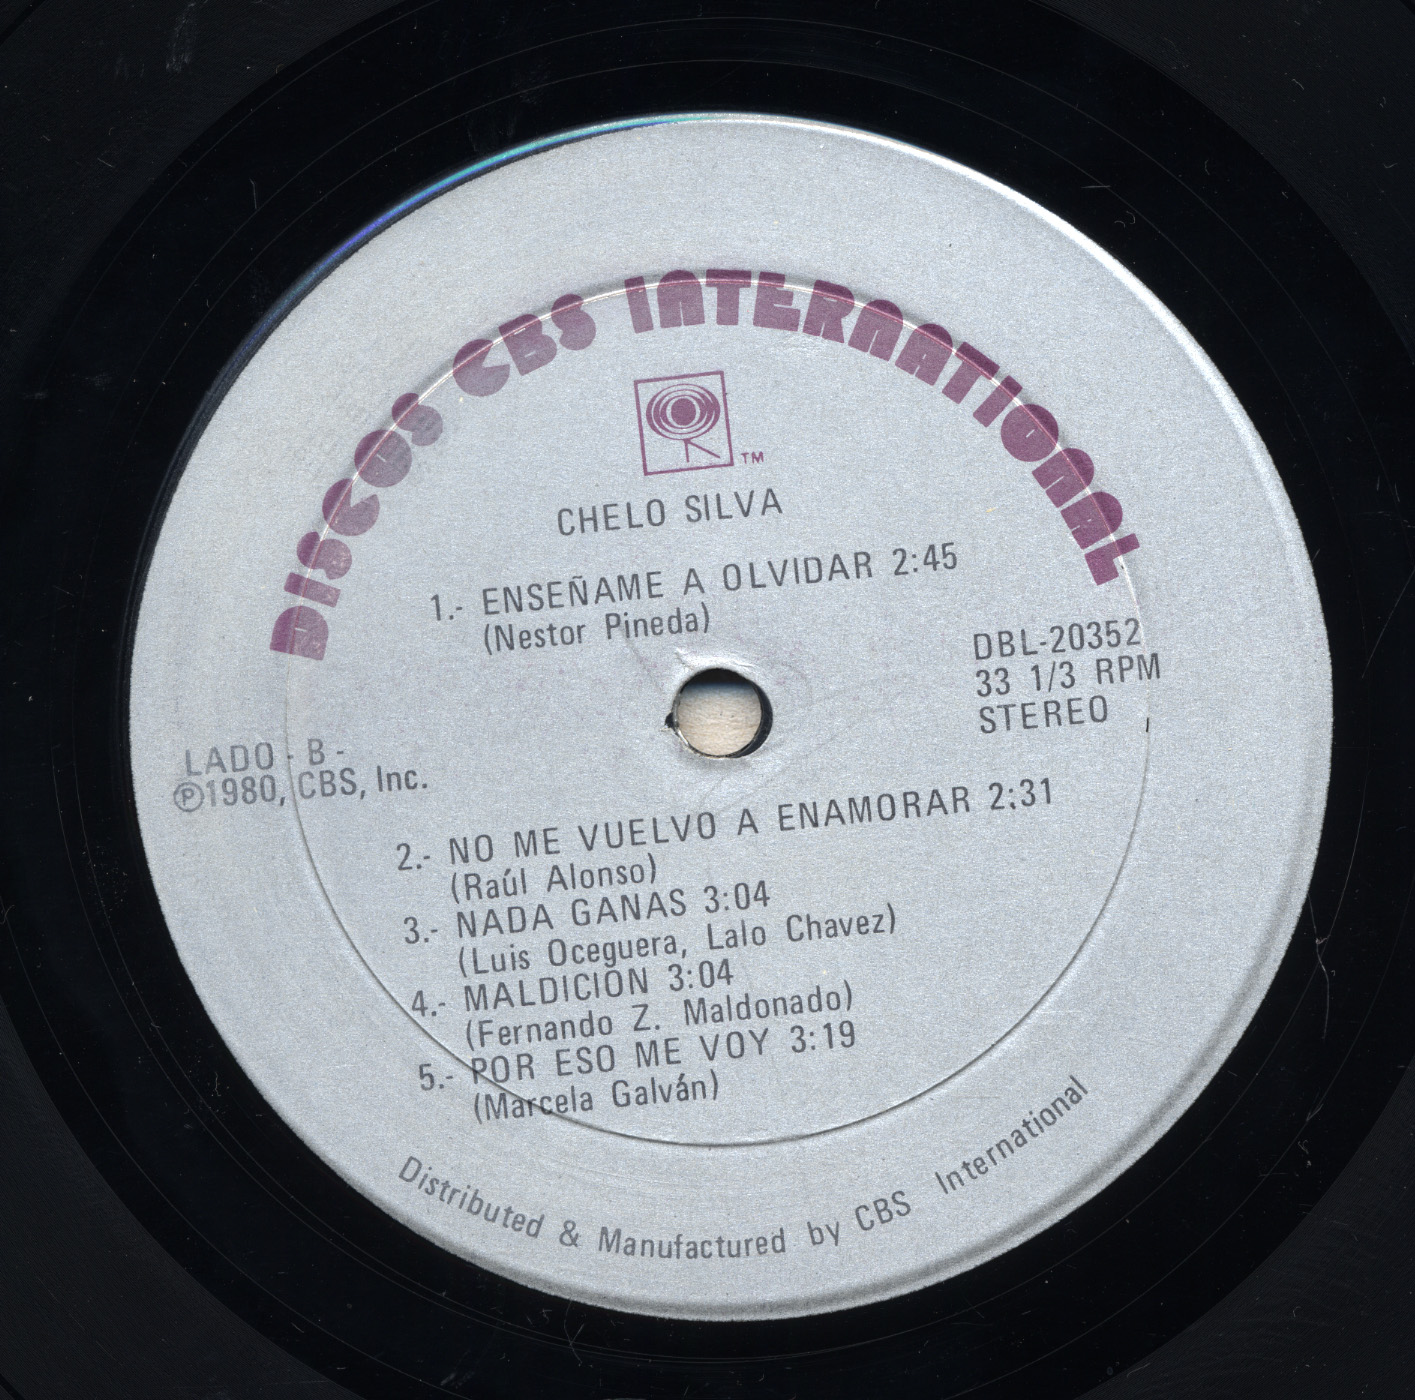 DISCOS CBS INTERNATIONAL
TM
CHELO SILVA
1.- ENSEÑAME A OLVIDAR 2:45
(Nestor Pineda)
DBL-20352
33 1/3 RPM
STEREO
LADO - B -
Ⓟ1980, CBS, Inc.
2.- NO ME VUELVO A ENAMORAR 2:31
(Raúl Alonso)
3.- NADA GANAS 3:04
(Luis Oceguera, Lalo Chavez)
4.- MALDICION 3:04
(Fernando Z. Maldonado)
5.- POR ESO ME VOY 3:19
(Marcela Galván)
Distributed & Manufactured by CBS International